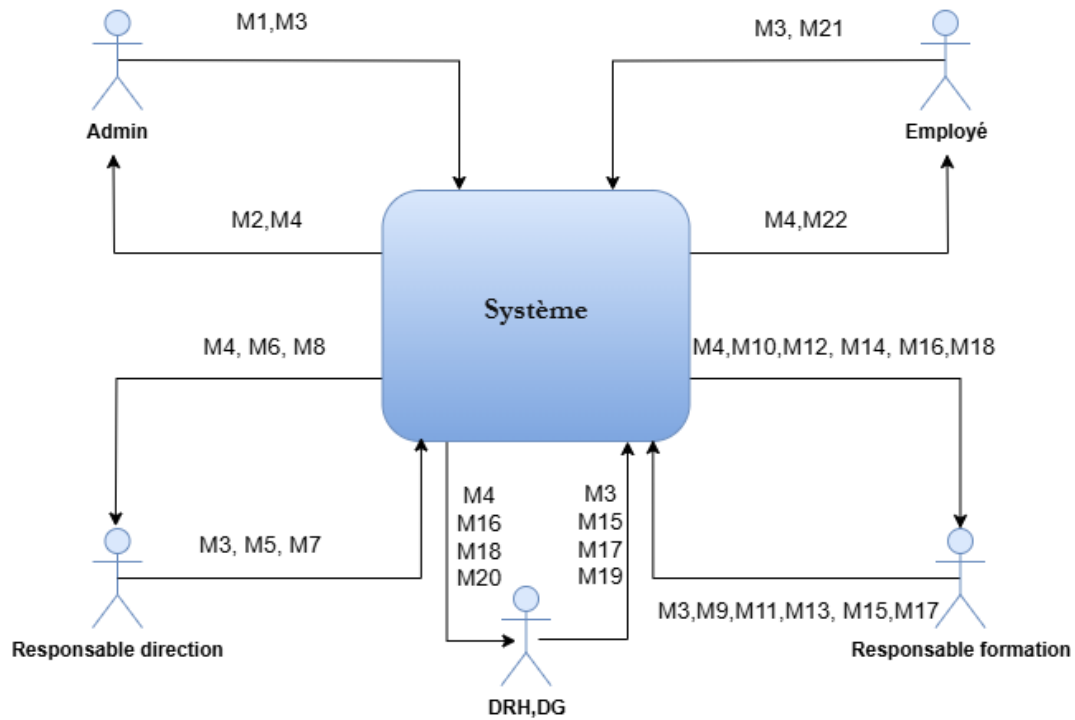 M1,M3
M3, M21
Admin
Employé
M2,M4
M4,M22
Système
M4, M6, M8
M4,M10,M12, M14, M16,M18
M3, M5, M7
M4
M16
M18
M20
M3
M15
M17
M19
M3,M9,M11,M13, M15,M17
Responsable direction
Responsable formation
DRH,DG